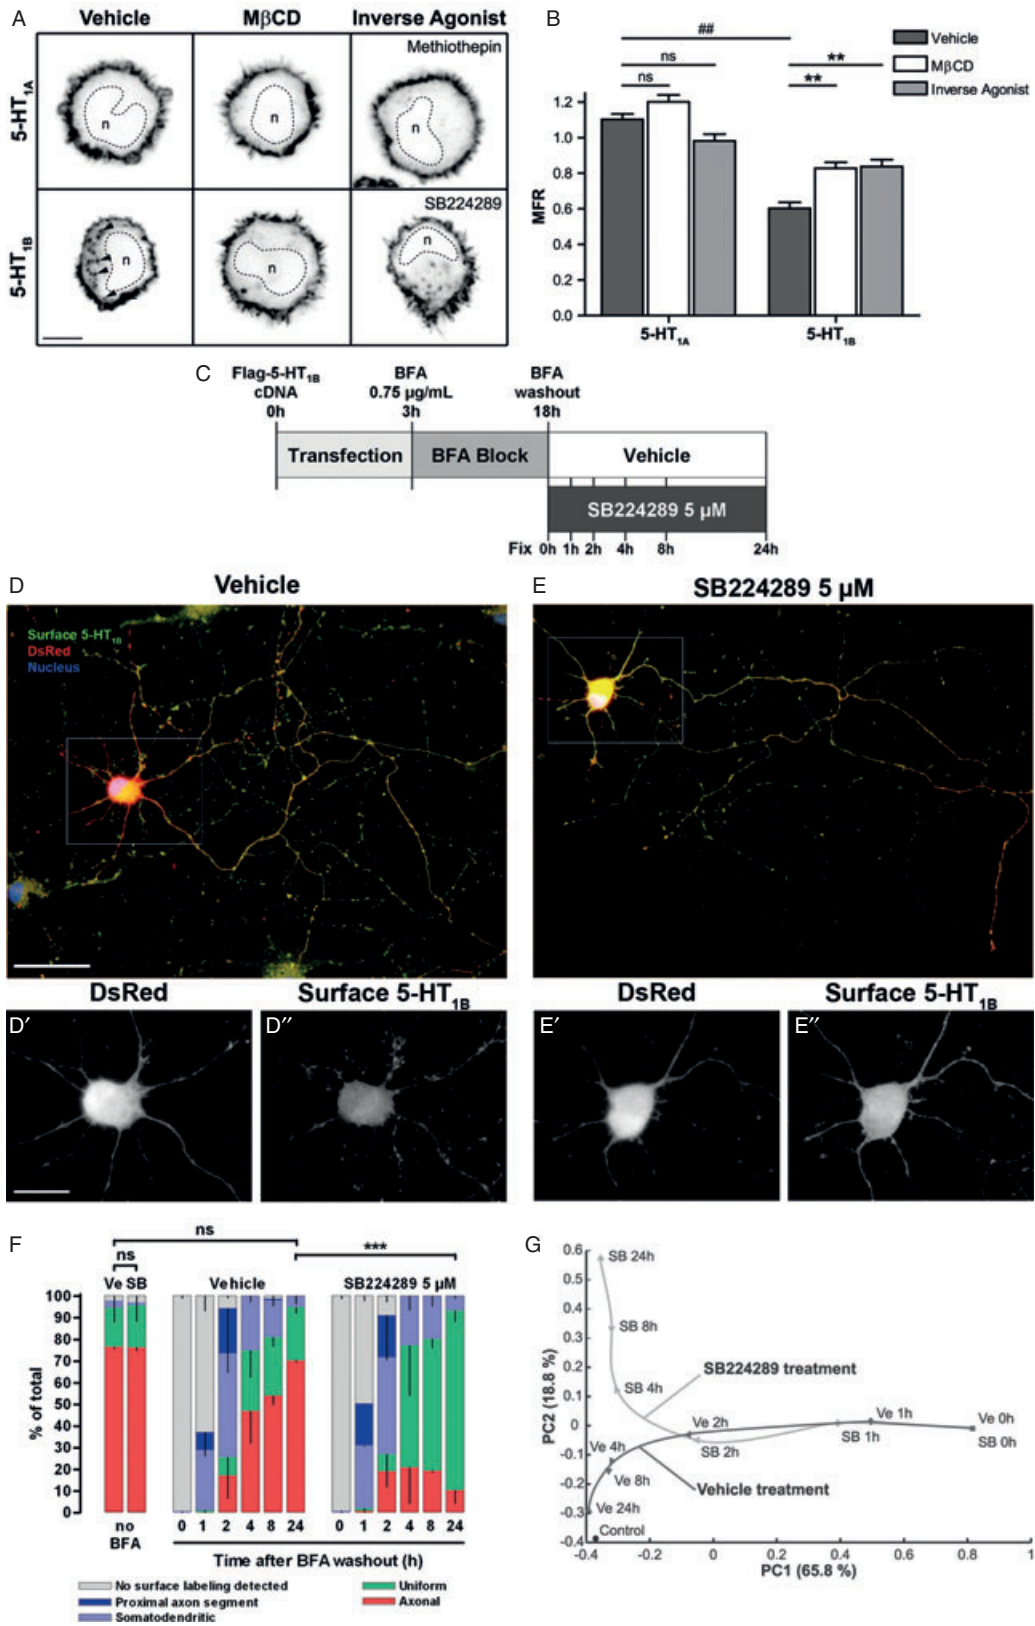 A
Vehicle
MβCD
Inverse Agonist
5-HT1A
Methiothepin
n
n
n
5-HT1B
SB224289
n
n
n
B
Vehicle
MβCD
Inverse Agonist
##
ns
ns
**
**
MFR
1.2
1.0
0.8
0.6
0.4
0.2
0.0
5-HT1A
5-HT1B
C
Flag-5-HT1B cDNA 0h
BFA 0.75 µg/mL 3h
BFA washout 18h
Transfection
BFA Block
Vehicle
SB224289 5 µM
Fix 0h 1h 2h 4h 8h 24h
D
Vehicle
Surface 5-HT1B
DsRed
Nucleus
E
SB224289 5 µM
DsRed
Surface 5-HT1B
DsRed
Surface 5-HT1B
D′
D″
E′
E″
F
ns
***
ns
Ve SB
Vehicle
SB224289 5 µM
% of total
100
90
80
70
60
50
40
30
20
10
0
no BFA
0 1 2 4 8 24
0 1 2 4 8 24
Time after BFA washout (h)
No surface labeling detected
Proximal axon segment
Somatodendritic
Uniform
Axonal
G
PC2 (18.8 %)
0.6
0.5
0.4
0.3
0.2
0.1
0
-0.1
-0.2
-0.3
-0.4
SB 24h
SB 8h
SB 4h
SB224289 treatment
Ve 2h
Ve 1h
Ve 0h
SB 2h
SB 1h
SB 0h
Ve 4h
Ve 8h
Vehicle treatment
Ve 24h
Control
-0.4 -0.2 0 0.2 0.4 0.6 0.8 1
PC1 (65.8 %)